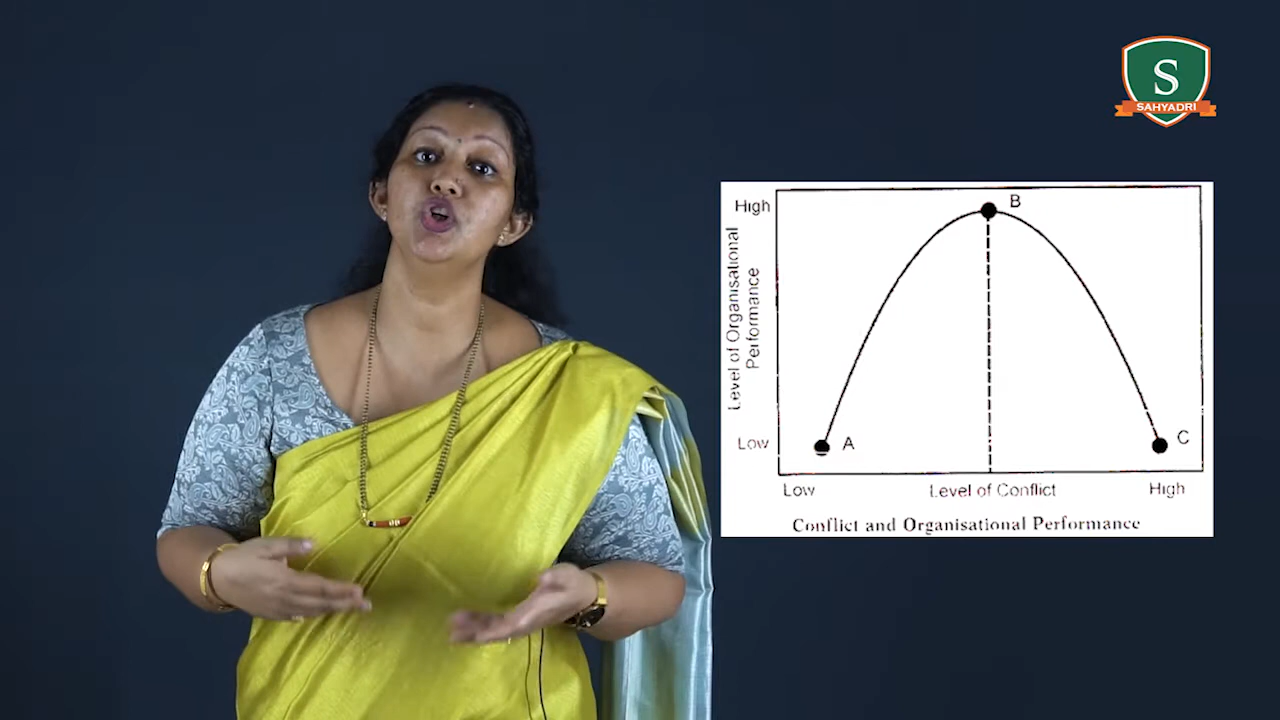 S
SAHYADRI
High
B
Level of Organisational
Performance
Low
A
C
Low
Level of Conflict
High
Conflict and Organisational Performance